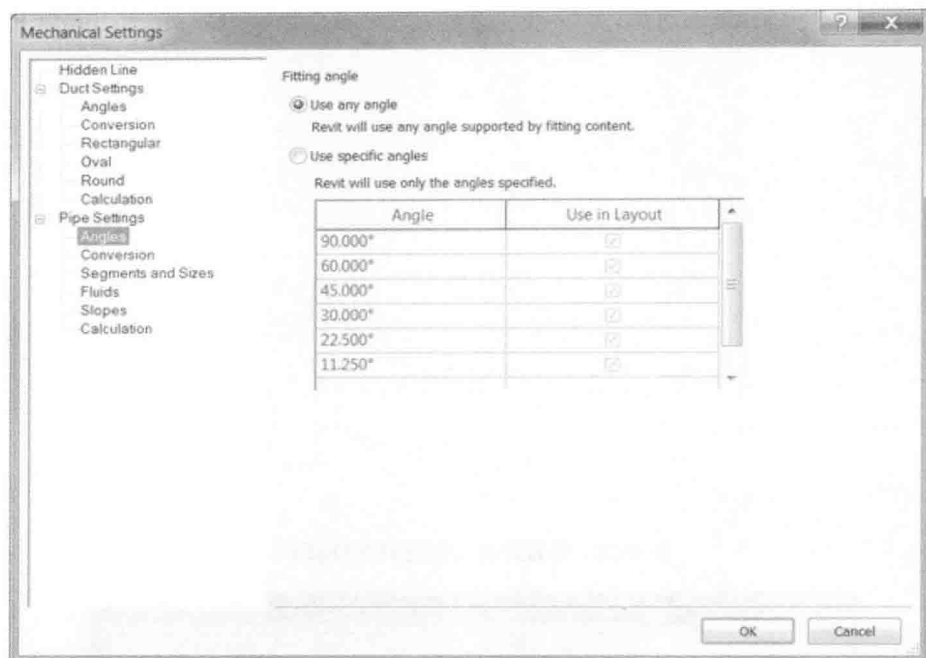 Mechanical Settings
Hidden Line
Duct Settings
Angles
Conversion
Rectangular
Oval
Round
Calculation
Pipe Settings
Angles
Conversion
Segments and Sizes
Fluids
Slopes
Calculation
Fitting angle
Use any angle
Revit will use any angle supported by fitting content.
Use specific angles
Revit will use only the angles specified.
Angle Use in Layout
90.000°
60.000°
45.000°
30.000°
22.500°
11.250°
OK Cancel